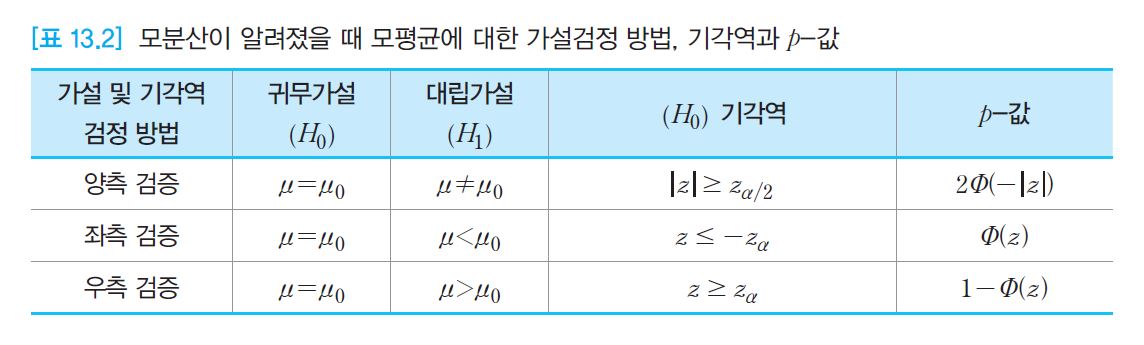 [표 13.2] 모분산이 알려졌을 때 모평균에 대한 가설검정 방법, 기각역과 p-값
가설 및 기각역 검정 방법 귀무가설 (H₀) 대립가설 (H₁) (H₀) 기각역 p-값
양측 검증 μ=μ₀ μ≠μ₀ |z| ≥ z_{α/2} 2Φ(-|z|)
좌측 검증 μ=μ₀ μ<μ₀ z ≤ -z_α Φ(z)
우측 검증 μ=μ₀ μ>μ₀ z ≥ z_α 1-Φ(z)